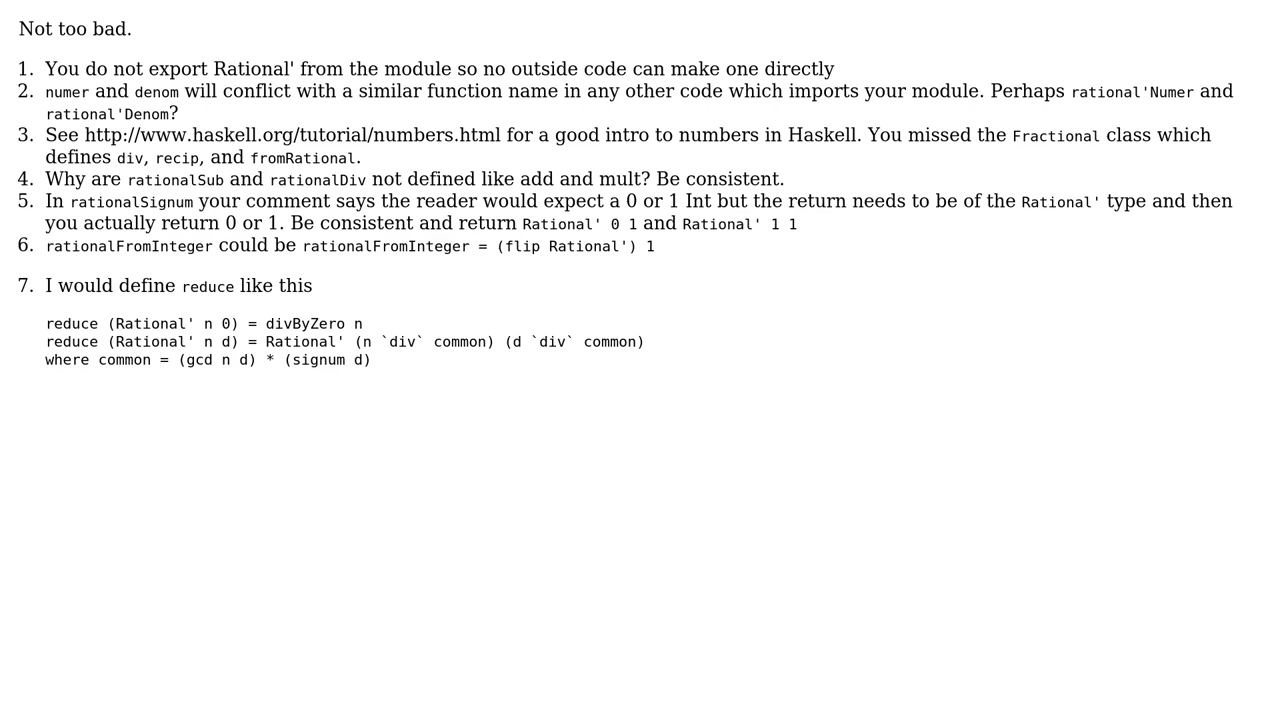 Not too bad.
1. You do not export Rational' from the module so no outside code can make one directly
2. numer and denom will conflict with a similar function name in any other code which imports your module. Perhaps rational'Numer and
rational'Denom?
3. See http://www.haskell.org/tutorial/numbers.html for a good intro to numbers in Haskell. You missed the Fractional class which
defines div, recip, and fromRational.
4. Why are rationalSub and rationalDiv not defined like add and mult? Be consistent.
5. In rationalSignum your comment says the reader would expect a 0 or 1 Int but the return needs to be of the Rational' type and then
you actually return 0 or 1. Be consistent and return Rational' 0 1 and Rational' 1 1
6. rationalFromInteger could be rationalFromInteger = (flip Rational') 1
7. I would define reduce like this
reduce (Rational' n 0) = divByZero n
reduce (Rational' n d) = Rational' (n `div` common) (d `div` common)
where common = (gcd n d) * (signum d)